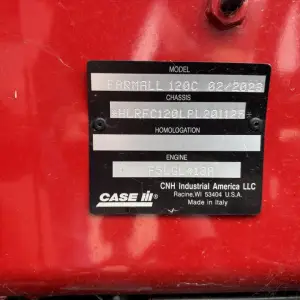 MODEL
FARMALL 120C 02/2023
CHASSIS
HOMOLOGATION
ENGINE
CASE IH
CNH Industrial America LLC
Racine, WI 53404 U.S.A.
Made in Italy